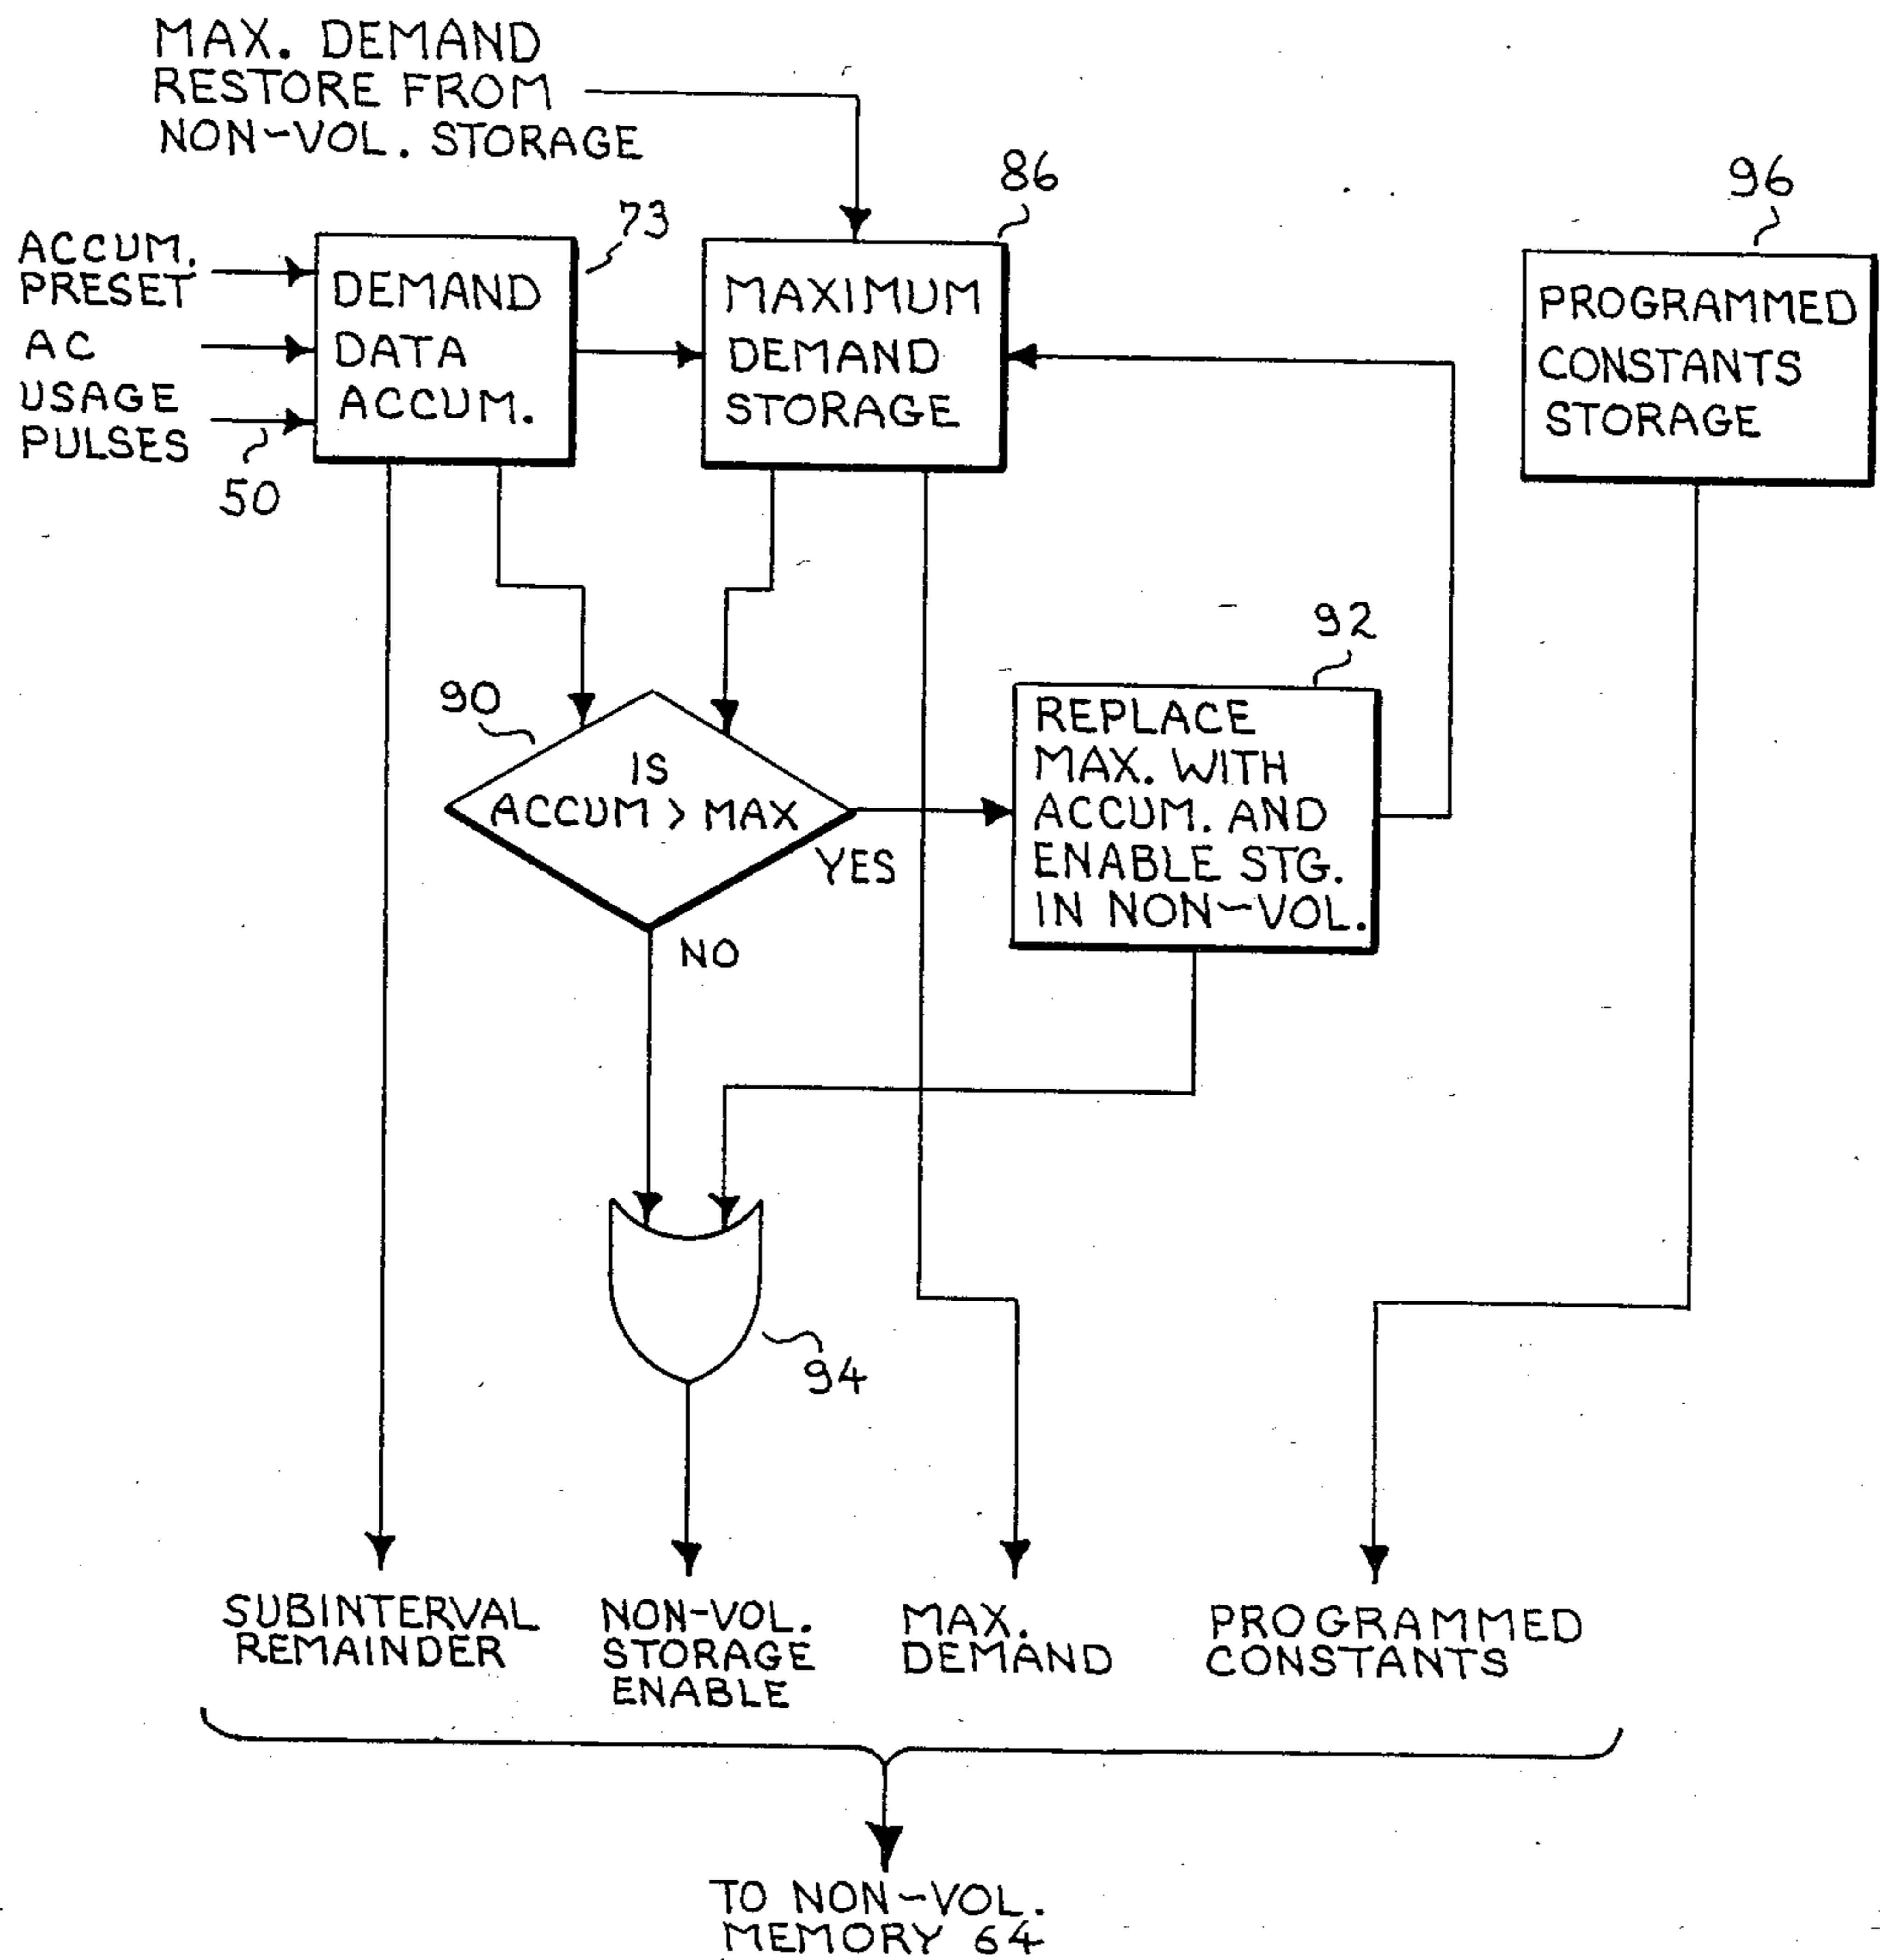 MAX. DEMAND
RESTORE FROM
NON-VOL. STORAGE
86
96
73
ACCUM.
PRESET
AC
USAGE
PULSES
50
DEMAND
DATA
ACCUM.
MAXIMUM
DEMAND
STORAGE
PROGRAMMED
CONSTANTS
STORAGE
92
90
IS
ACCUM > MAX
YES
NO
REPLACE
MAX. WITH
ACCUM. AND
ENABLE STG.
IN NON-VOL.
94
SUBINTERVAL
REMAINDER
NON-VOL.
STORAGE
ENABLE
MAX.
DEMAND
PROGRAMMED
CONSTANTS
TO NON-VOL.
MEMORY 64